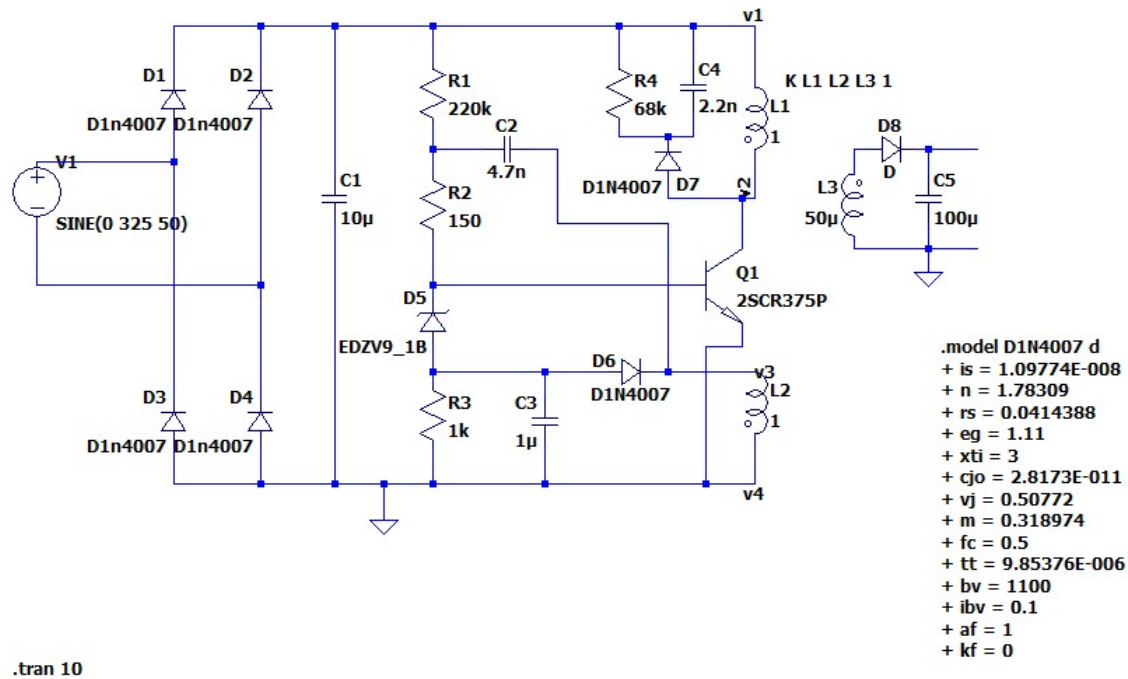 v1
D1
D2
D1n4007
D1n4007
V1
SINE(0 325 50)
C1
10µ
R1
220k
C2
4.7n
R2
150
R4
68k
C4
2.2n
K L1 L2 L3 1
L1
1
D1N4007
D7
v2
D8
D
L3
50µ
C5
100µ
Q1
2SCR375P
D5
EDZV9_1B
D6
D1N4007
v3
L2
1
D3
D4
D1n4007
D1n4007
R3
1k
C3
1µ
v4
.model D1N4007 d
+ is = 1.09774E-008
+ n = 1.78309
+ rs = 0.0414388
+ eg = 1.11
+ xti = 3
+ cjo = 2.8173E-011
+ vj = 0.50772
+ m = 0.318974
+ fc = 0.5
+ tt = 9.85376E-006
+ bv = 1100
+ ibv = 0.1
+ af = 1
+ kf = 0
.tran 10